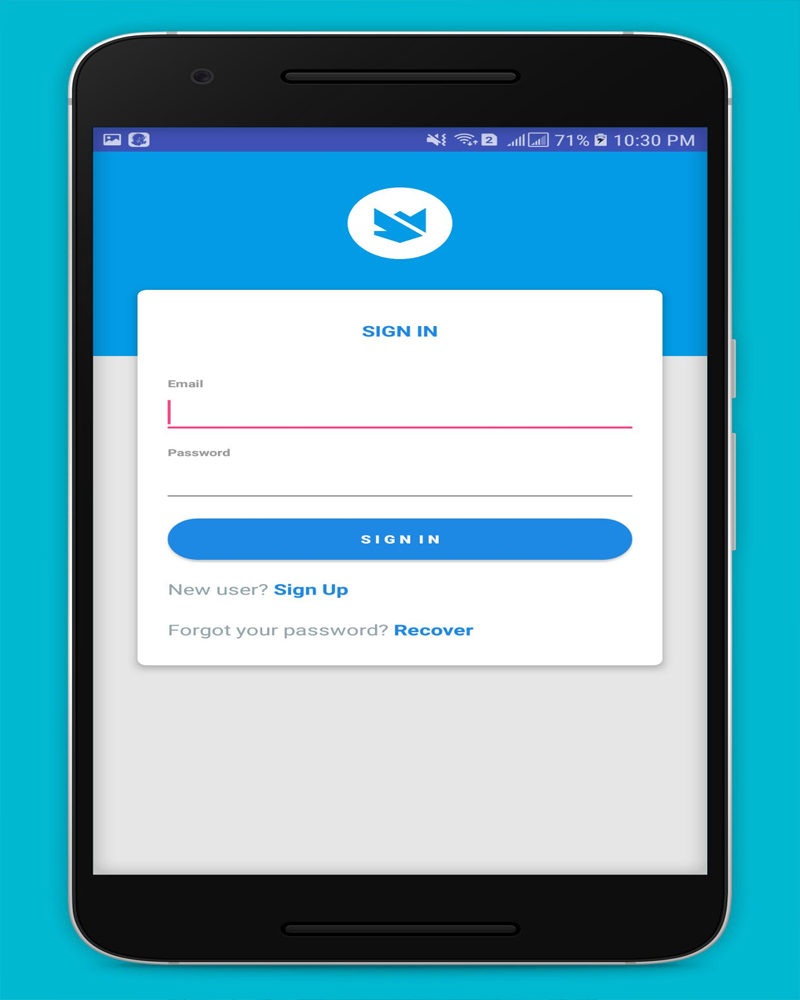 2 71% 10:30 PM
SIGN IN
Email
Password
SIGN IN
New user? Sign Up
Forgot your password? Recover